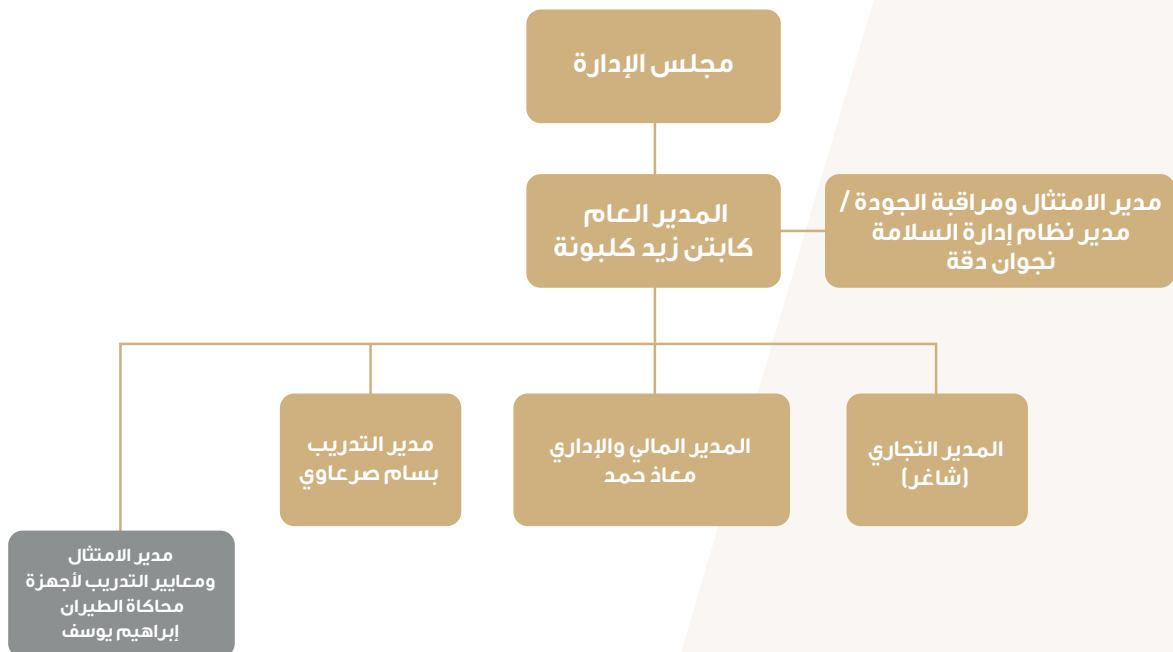 مجلس الإدارة
المدير العام
كابتن زيد كلبونة
مدير الامتثال ومراقبة الجودة /
مدير نظام إدارة السلامة
نجوان دقة
المدير التجاري
(شاغر)
المدير المالي والإداري
معاذ حمد
مدير التدريب
بسام صرعاوي
مدير الامتثال
ومعايير التدريب لأجهزة
محاكاة الطيران
إبراهيم يوسف